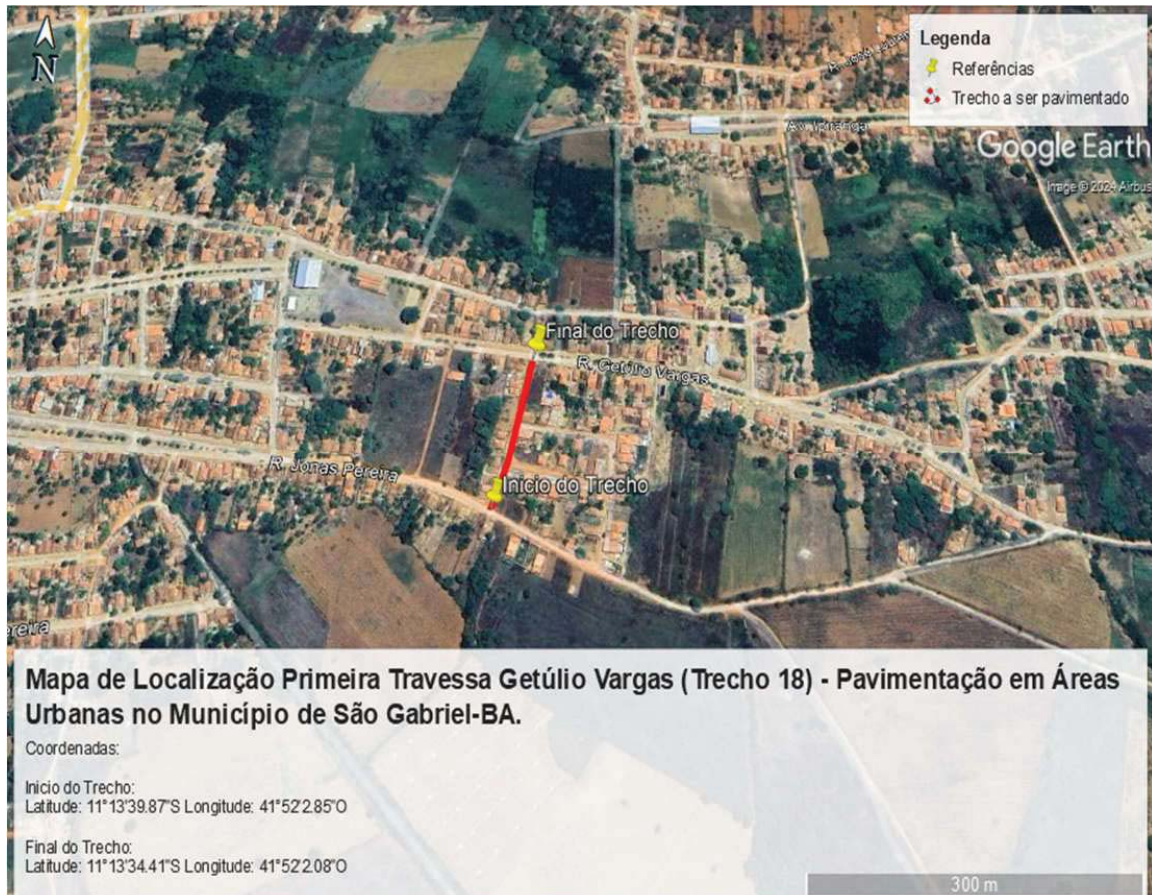 N
Legenda
Referências
Trecho a ser pavimentado
Google Earth
Image © 2024 Airbus
Final do Trecho
R. Getúlio Vargas
R. Jonas Pereira
Inicio do Trecho
ereira
Mapa de Localização Primeira Travessa Getúlio Vargas (Trecho 18) - Pavimentação em Áreas
Urbanas no Município de São Gabriel-BA.
Coordenadas:
Inicio do Trecho:
Latitude: 11°13'39.87"S Longitude: 41°52'2.85"O
Final do Trecho:
Latitude: 11°13'34.41"S Longitude: 41°52'2.08"O
300 m